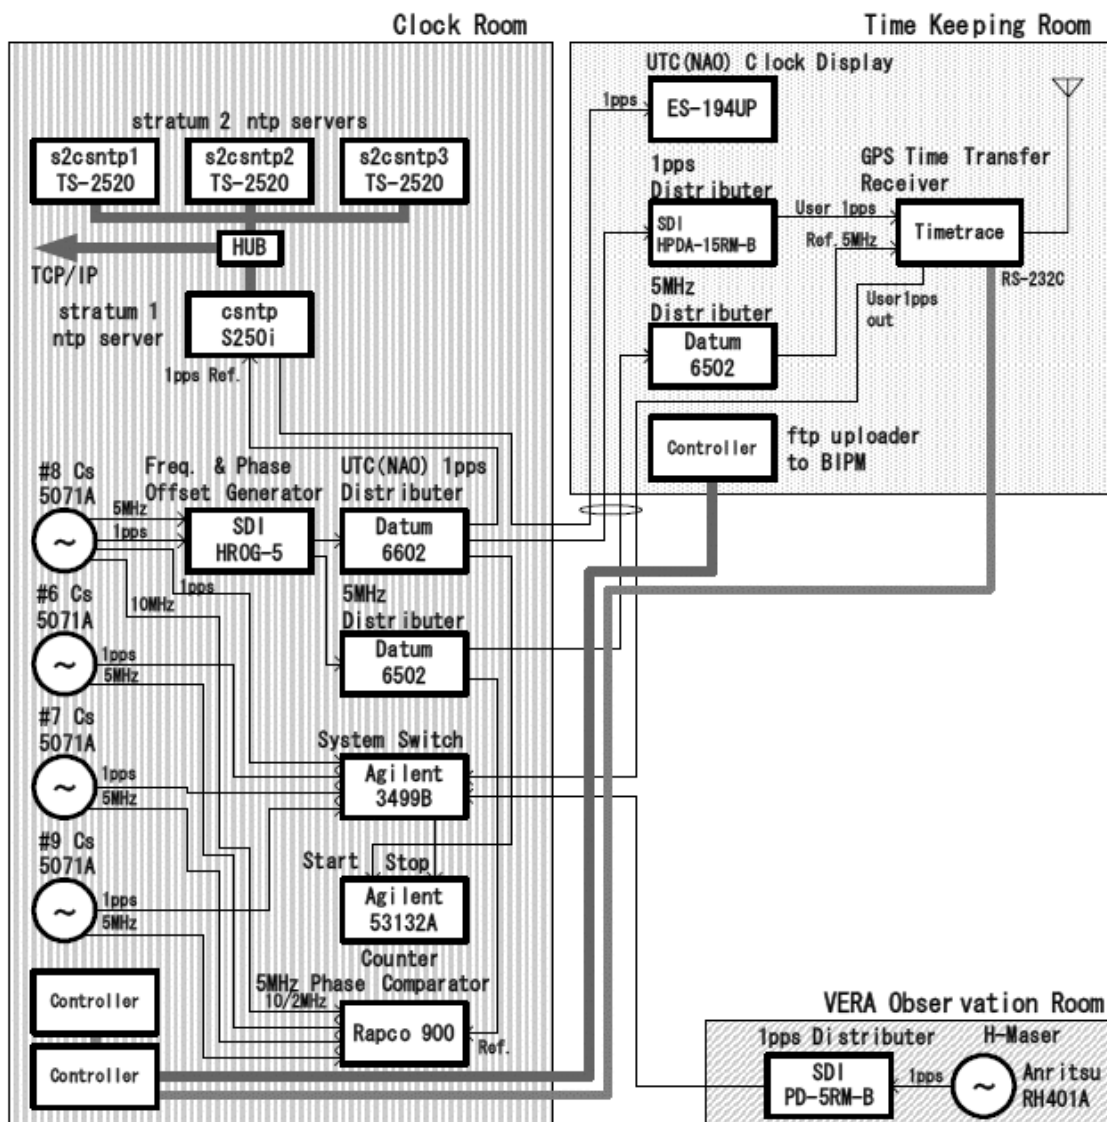 Clock Room
Time Keeping Room
UTC(NAO) Clock Display
1pps
ES-194UP
stratum 2 ntp servers
s2csntp1
TS-2520
s2csntp2
TS-2520
s2csntp3
TS-2520
1pps
Distributer
GPS Time Transfer
Receiver
SDI
HPDA-15RM-B
User 1pps
Ref. 5MHz
Timetrace
HUB
TCP/IP
RS-232C
stratum 1
ntp server
csntp
S250i
5MHz
Distributer
User1pps
out
Datum
6502
1pps Ref.
Controller
ftp uploader
to BIPM
#8 Cs
5071A
Freq. & Phase
Offset Generator
UTC(NAO) 1pps
Distributer
5MHz
1pps
~
SDI
HROG-5
Datum
6602
1pps
10MHz
#6 Cs
5071A
5MHz
Distributer
~
1pps
5MHz
Datum
6502
#7 Cs
5071A
System Switch
~
1pps
5MHz
Agilent
3499B
#9 Cs
5071A
Start
Stop
~
1pps
5MHz
Agilent
53132A
Counter
5MHz Phase Comparator
10/2MHz
Controller
Rapco 900
Ref.
Controller
VERA Observation Room
1pps Distributer
H-Maser
SDI
PD-5RM-B
1pps
~
Anritsu
RH401A